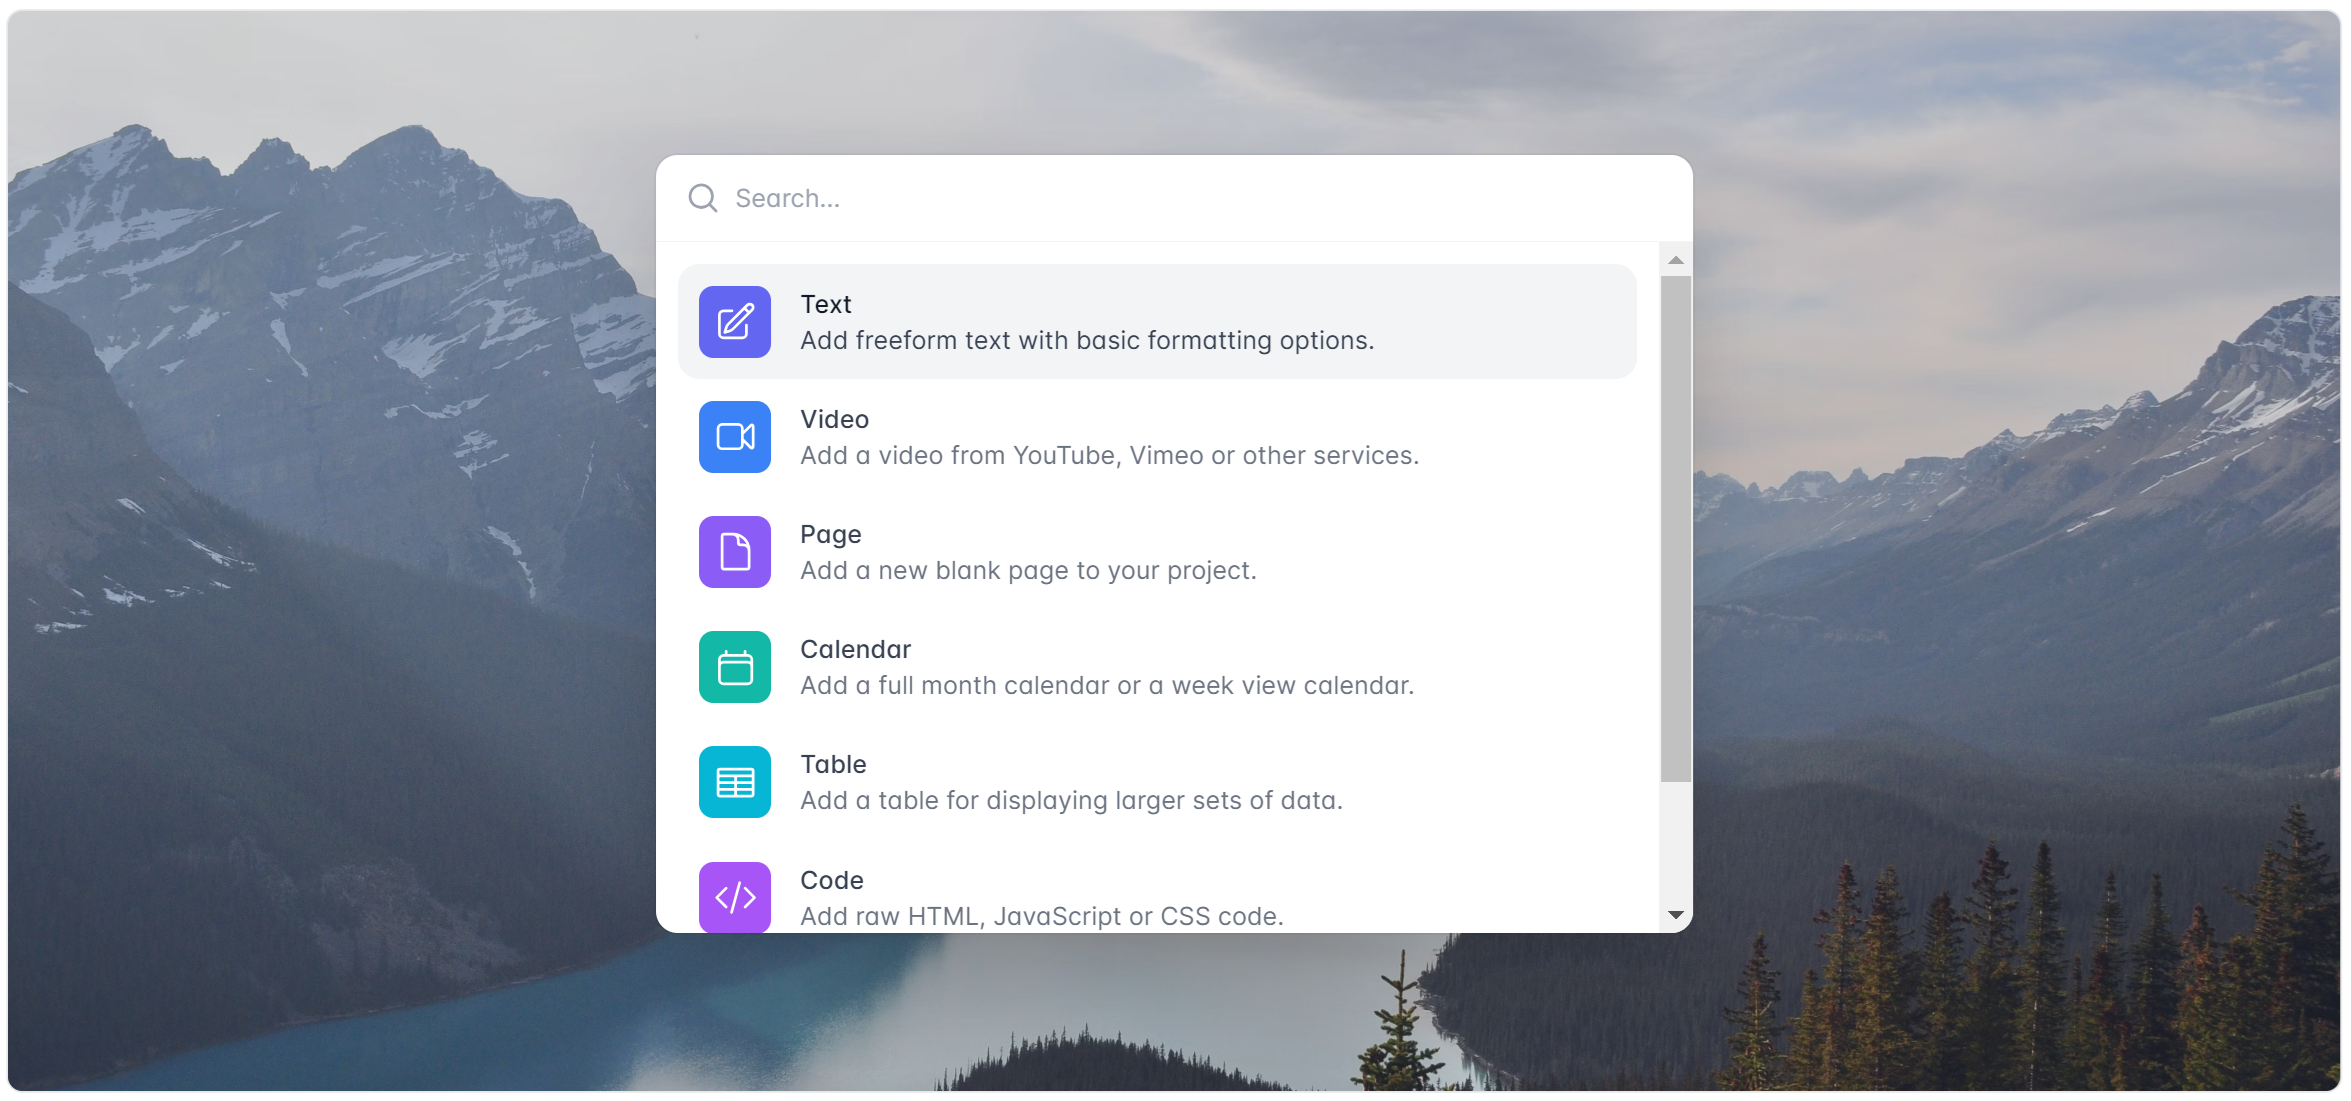 Search...
Text
Add freeform text with basic formatting options.
Video
Add a video from YouTube, Vimeo or other services.
Page
Add a new blank page to your project.
Calendar
Add a full month calendar or a week view calendar.
Table
Add a table for displaying larger sets of data.
Code
Add raw HTML, JavaScript or CSS code.